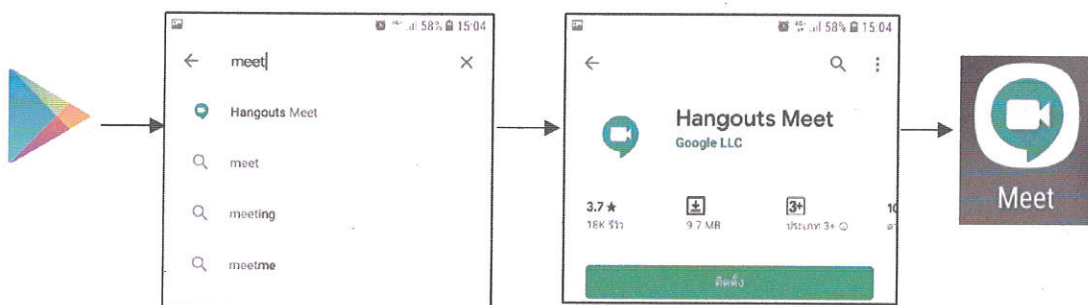 58% 15:04
meet
Hangouts Meet
meet
meeting
meetme
58% 15:04
Hangouts Meet
Google LLC
3.7★
18K รีวิว
9.7 MB
3+
ประเภท 3+
ติดตั้ง
Meet